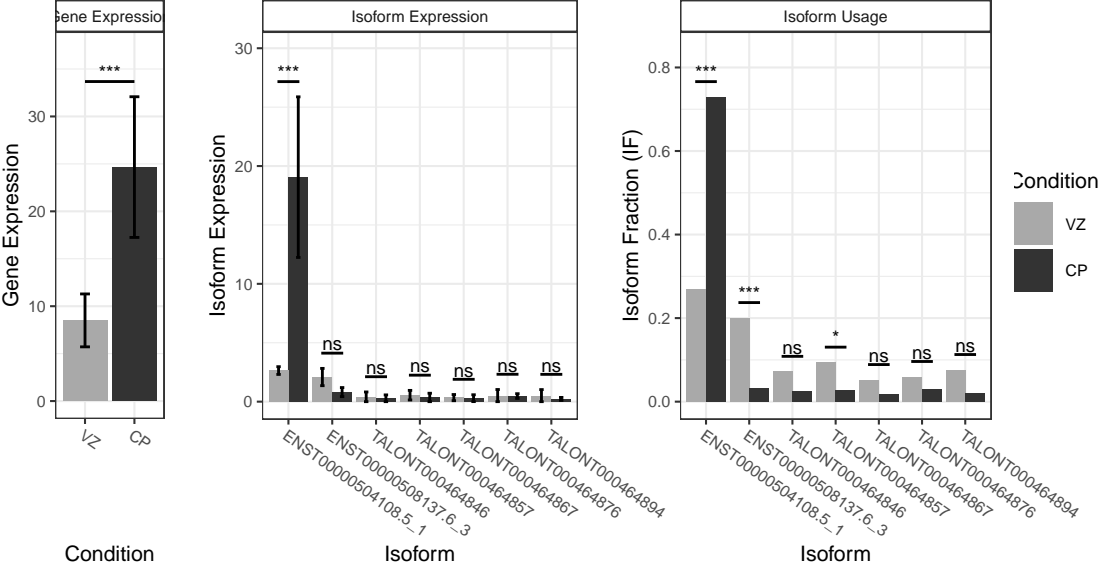 Gene Expression
Isoform Expression
Isoform Usage
Gene Expression
30
20
10
0
***
VZ
CP
Condition
Isoform Expression
30
20
10
0
***
ns
ns
ns
ns
ns
ns
ENST00000504108.5_1
ENST00000508137.6_3
TALONT000464846
TALONT000464857
TALONT000464867
TALONT000464876
TALONT000464894
Isoform
Isoform Fraction (IF)
0.8
0.6
0.4
0.2
0.0
***
***
ns
*
ns
ns
ns
ENST00000504108.5_1
ENST00000508137.6_3
TALONT000464846
TALONT000464857
TALONT000464867
TALONT000464876
TALONT000464894
Isoform
Condition
VZ
CP